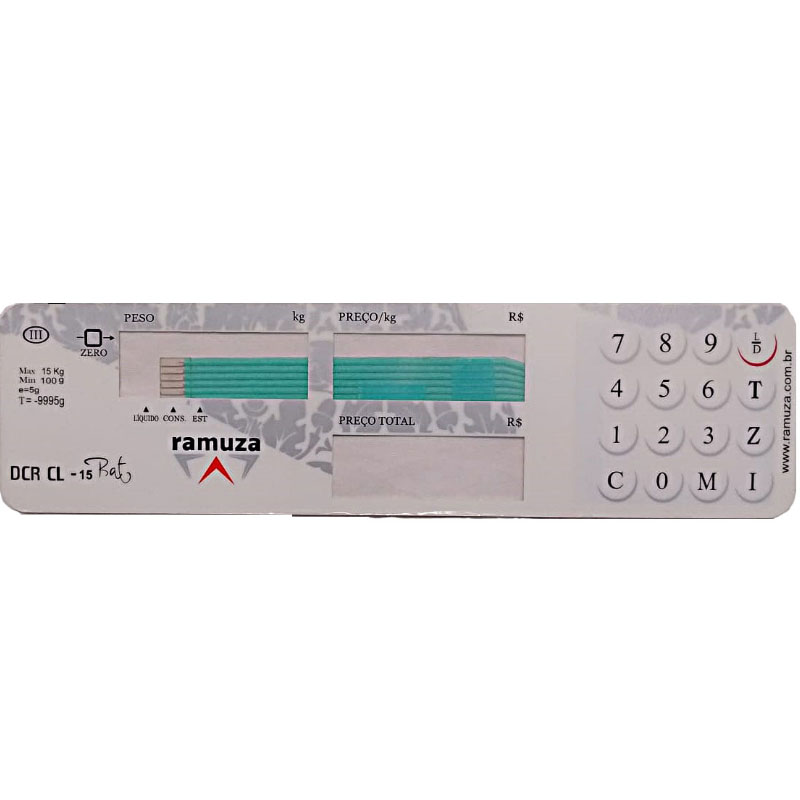 III
ZERO
Max 15 Kg
Min 100 g
e=5g
T= -9995g
DCR CL -15 Bat
PESO kg
LÍQUIDO CONS. EST
ramuza
PREÇO/kg R$
PREÇO TOTAL R$
7 8 9 L/D
4 5 6 T
1 2 3 Z
C 0 M I
www.ramuza.com.br